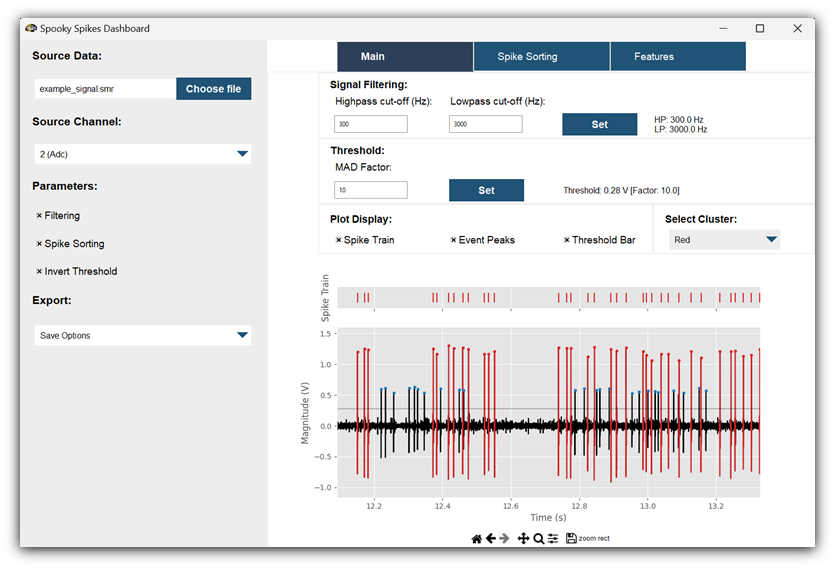 Spooky Spikes Dashboard
Source Data:
example_signal.smr
Choose file
Source Channel:
2 (Adc)
Parameters:
Filtering
Spike Sorting
Invert Threshold
Export:
Save Options
Main
Spike Sorting
Features
Signal Filtering:
Highpass cut-off (Hz):
Lowpass cut-off (Hz):
300
3000
Set
HP: 300.0 Hz
LP: 3000.0 Hz
Threshold:
MAD Factor:
10
Set
Threshold: 0.28 V [Factor: 10.0]
Plot Display:
Spike Train
Event Peaks
Threshold Bar
Select Cluster:
Red
Spike Train
Magnitude (V)
1.5
1.0
0.5
0.0
−0.5
−1.0
12.2
12.4
12.6
12.8
13.0
13.2
Time (s)
zoom rect